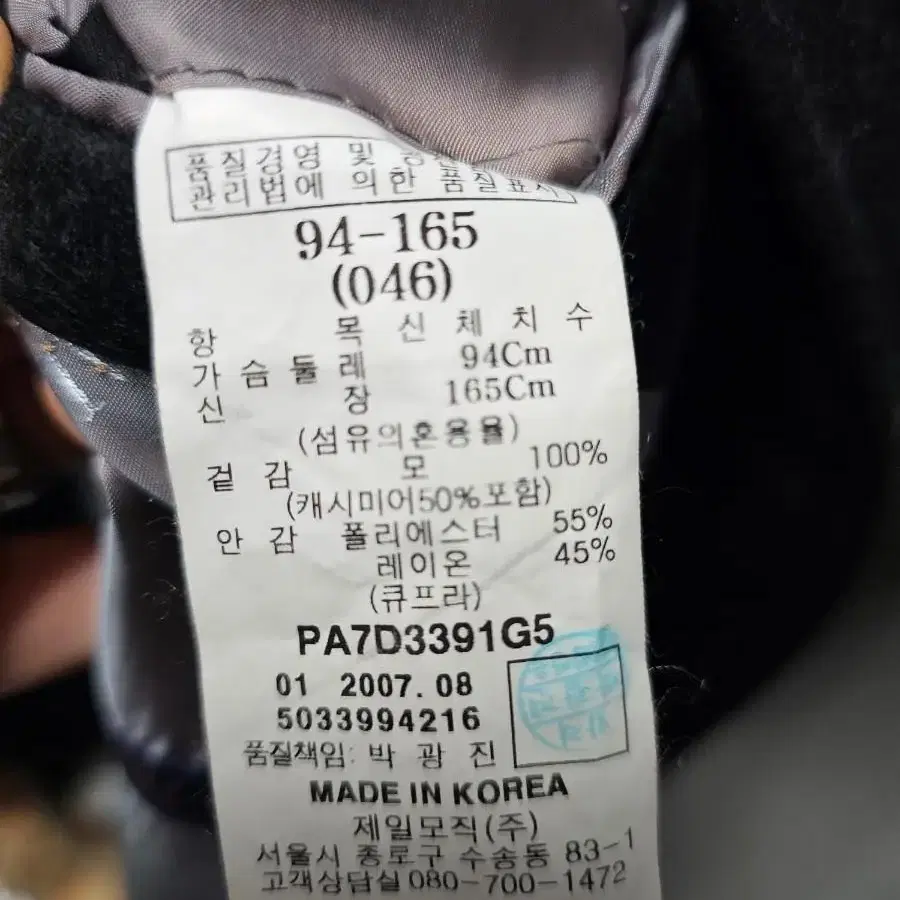 품질경영 및
관리법에 의한 품질표시
94-165
(046)
항 목 신체치수
가슴둘레 94Cm
신 장 165Cm
(섬유의혼용율)
겉 감 모 100%
(캐시미어50%포함)
안 감 폴리에스터 55%
레이온 45%
(큐프라)
PA7D3391G5
01 2007.08
5033994216
품질책임: 박 광 진
MADE IN KOREA
제일모직(주)
서울시 종로구 수송동 83-1
고객상담실 080-700-1472